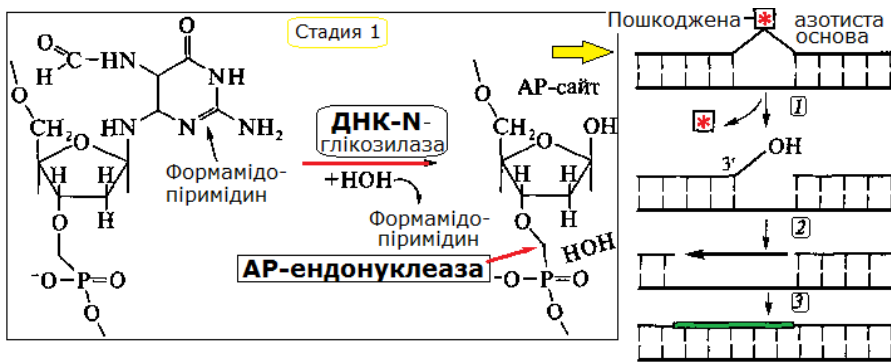 Стадия 1
O
H
C
HN
O
NH
N
NH₂
HN
O
CH₂
O
H
H
O
⁻O
P=O
O
Формамідо-
піримідин
ДНК-N-
глікозилаза
+HOH
Формамідо-
піримідин
АР-ендонуклеаза
АР-сайт
O
CH₂
O
OH
H
H
O
HOH
⁻O
P=O
O
Пошкоджена
*
азотиста
основа
1
*
3'
OH
2
3